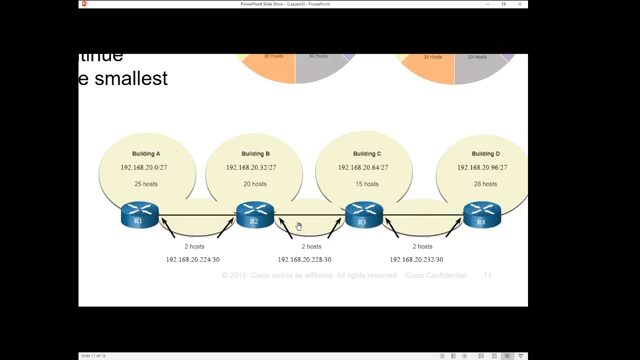 PowerPoint Slide Show - [Lesson3] - PowerPoint
tinue
e smallest
30 Hosts
30 Hosts
30 Hosts
30 Hosts
Building A
192.168.20.0/27
25 hosts
Building B
192.168.20.32/27
20 hosts
Building C
192.168.20.64/27
15 hosts
Building D
192.168.20.96/27
28 hosts
R1
R2
R3
R4
2 hosts
192.168.20.224/30
2 hosts
192.168.20.228/30
2 hosts
192.168.20.232/30
© 2016 Cisco and/or its affiliates. All rights reserved. Cisco Confidential 11